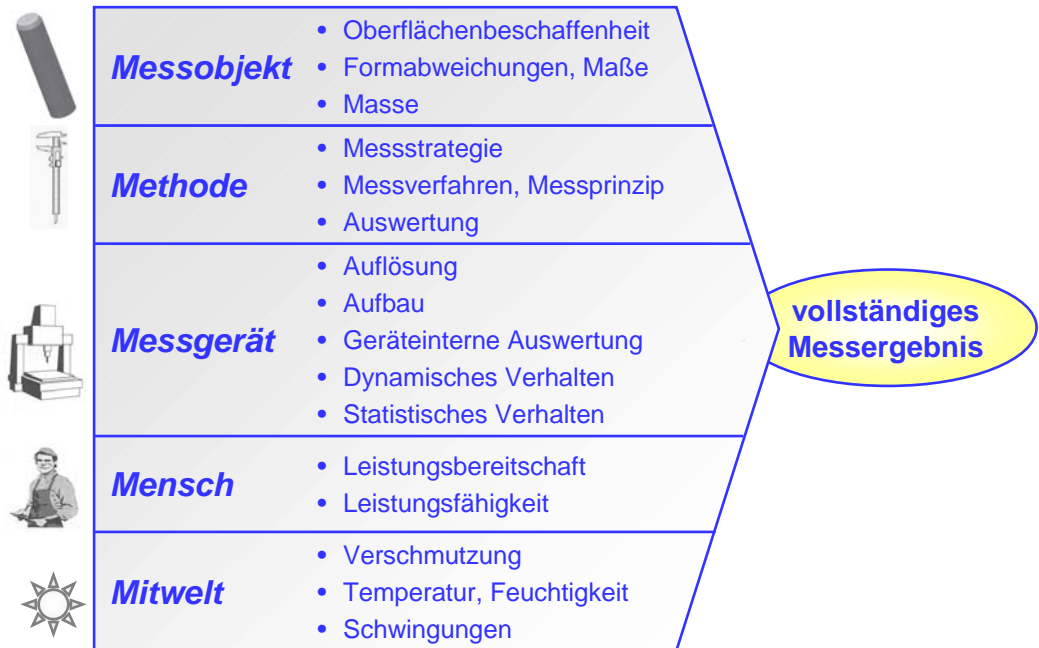 Messobjekt
• Oberflächenbeschaffenheit
• Formabweichungen, Maße
• Masse
Methode
• Messstrategie
• Messverfahren, Messprinzip
• Auswertung
Messgerät
• Auflösung
• Aufbau
• Geräteinterne Auswertung
• Dynamisches Verhalten
• Statistisches Verhalten
Mensch
• Leistungsbereitschaft
• Leistungsfähigkeit
Mitwelt
• Verschmutzung
• Temperatur, Feuchtigkeit
• Schwingungen
vollständiges
Messergebnis